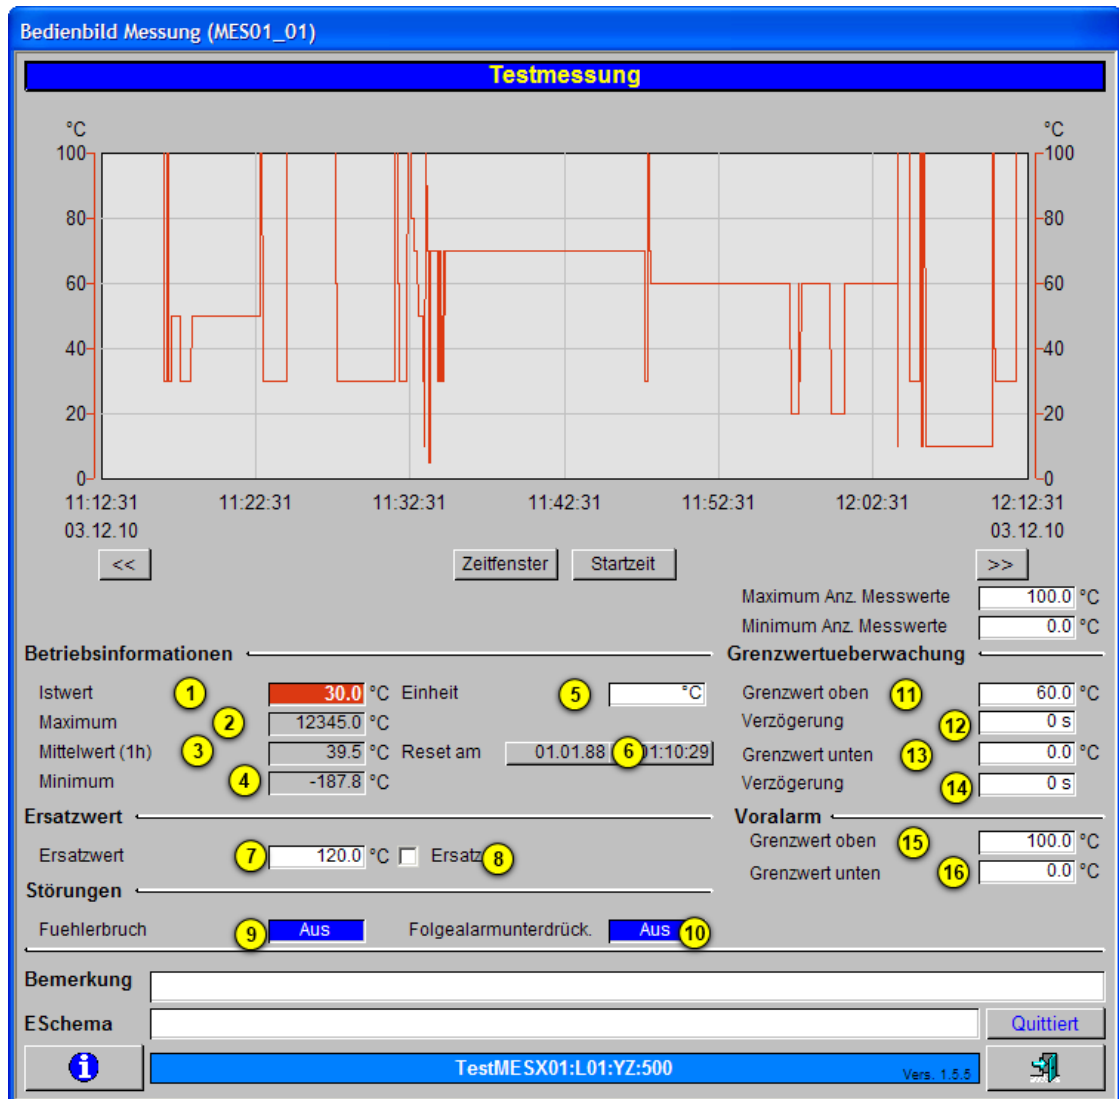 Bedienbild Messung (MES01_01)
Testmessung
°C °C
100 100
80 80
60 60
40 40
20 20
0 0
11:12:31 11:22:31 11:32:31 11:42:31 11:52:31 12:02:31 12:12:31
03.12.10 03.12.10
<< Zeitfenster Startzeit >>
Maximum Anz. Messwerte 100.0 °C
Minimum Anz. Messwerte 0.0 °C
Betriebsinformationen Grenzwertueberwachung
Istwert 1 30.0 °C Einheit 5 °C Grenzwert oben 11 60.0 °C
Maximum 2 12345.0 °C Verzögerung 12 0 s
Mittelwert (1h) 3 39.5 °C Reset am 01.01.88 6 01:10:29 Grenzwert unten 13 0.0 °C
Minimum 4 -187.8 °C Verzögerung 14 0 s
Ersatzwert Voralarm
Grenzwert oben 15 100.0 °C
Ersatzwert 7 120.0 °C Ersatz 8
Grenzwert unten 16 0.0 °C
Störungen
Fuehlerbruch 9 Aus Folgealarmunterdrück. Aus 10
Bemerkung
ESchema Quittiert
TestMESX01:L01:YZ:500 Vers. 1.5.5